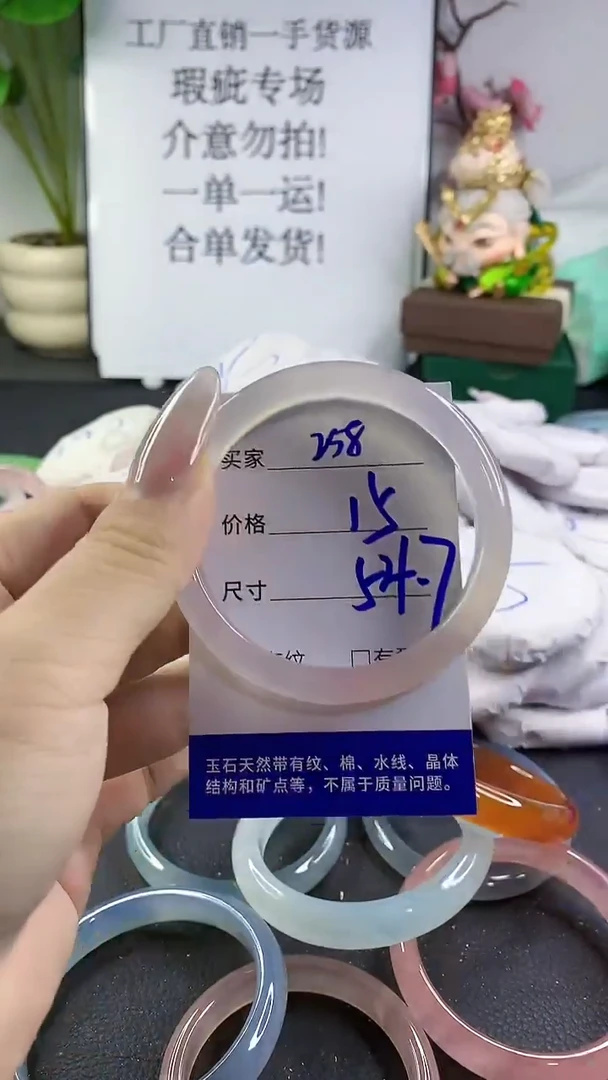 工厂直销一手货源
瑕疵专场
介意勿拍!
一单一运!
合单发货!
买家 258
价格 15
尺寸 54.7
玉石天然带有纹、棉、水线、晶体
结构和矿点等，不属于质量问题。